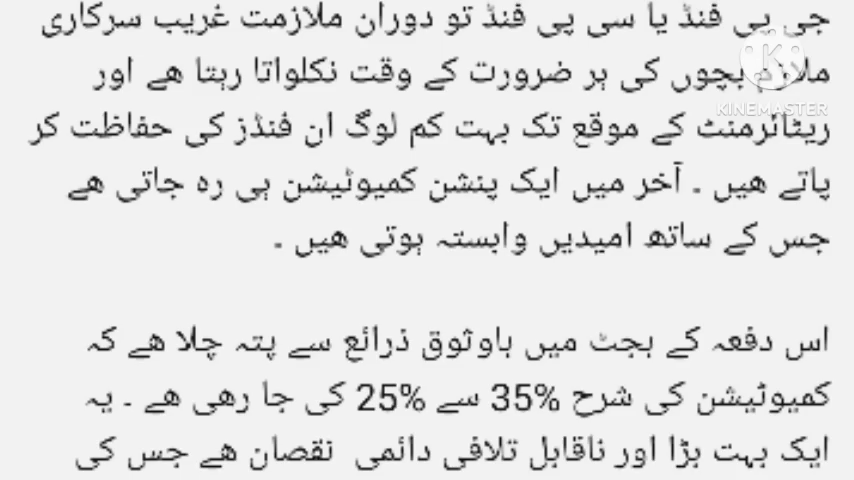 جی پی فنڈ یا سی پی فنڈ تو دوران ملازمت غریب سرکاری
ملازم بچوں کی ہر ضرورت کے وقت نکلواتا رہتا ھے اور
KINEMASTER
ریٹائرمنٹ کے موقع تک بہت کم لوگ ان فنڈز کی حفاظت کر
پاتے ھیں ۔ آخر میں ایک پنشن کمیوٹیشن ہی رہ جاتی ھے
جس کے ساتھ امیدیں وابستہ ہوتی ھیں ۔
اس دفعہ کے بجٹ میں باوثوق ذرائع سے پتہ چلا ھے کہ
کمیوٹیشن کی شرح %35 سے %25 کی جا رھی ھے ۔ یہ
ایک بہت بڑا اور ناقابل تلافی دائمی نقصان ھے جس کی